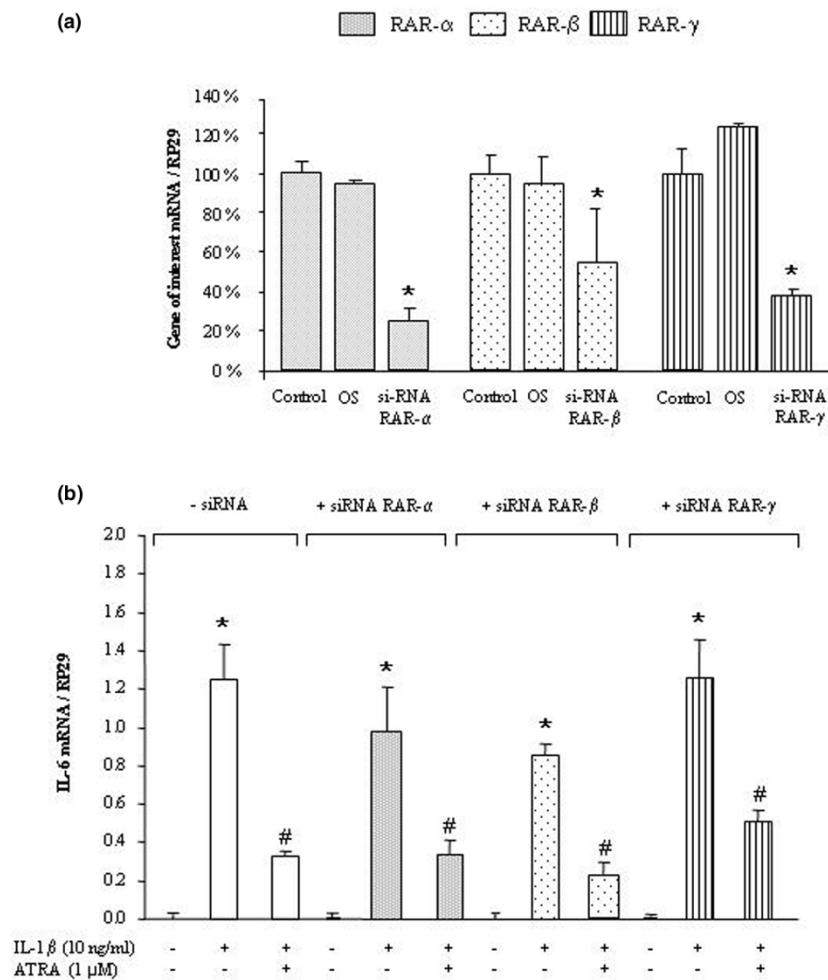 (a)
RAR-α RAR-β RAR-γ
Gene of interest mRNA / RP29
140 %
120 %
100 %
80 %
60 %
40 %
20 %
0 %
* * *
Control OS si-RNA Control OS si-RNA Control OS si-RNA
RAR-α RAR-β RAR-γ
(b)
- siRNA + siRNA RAR-α + siRNA RAR-β + siRNA RAR-γ
IL-6 mRNA / RP29
2.0
1.8
1.6
1.4
1.2
1.0
0.8
0.6
0.4
0.2
0.0
* # * # * # * #
IL-1 β (10 ng/ml) - + + - + + - + + - + +
ATRA (1 µM) - - + - - + - - + - - +